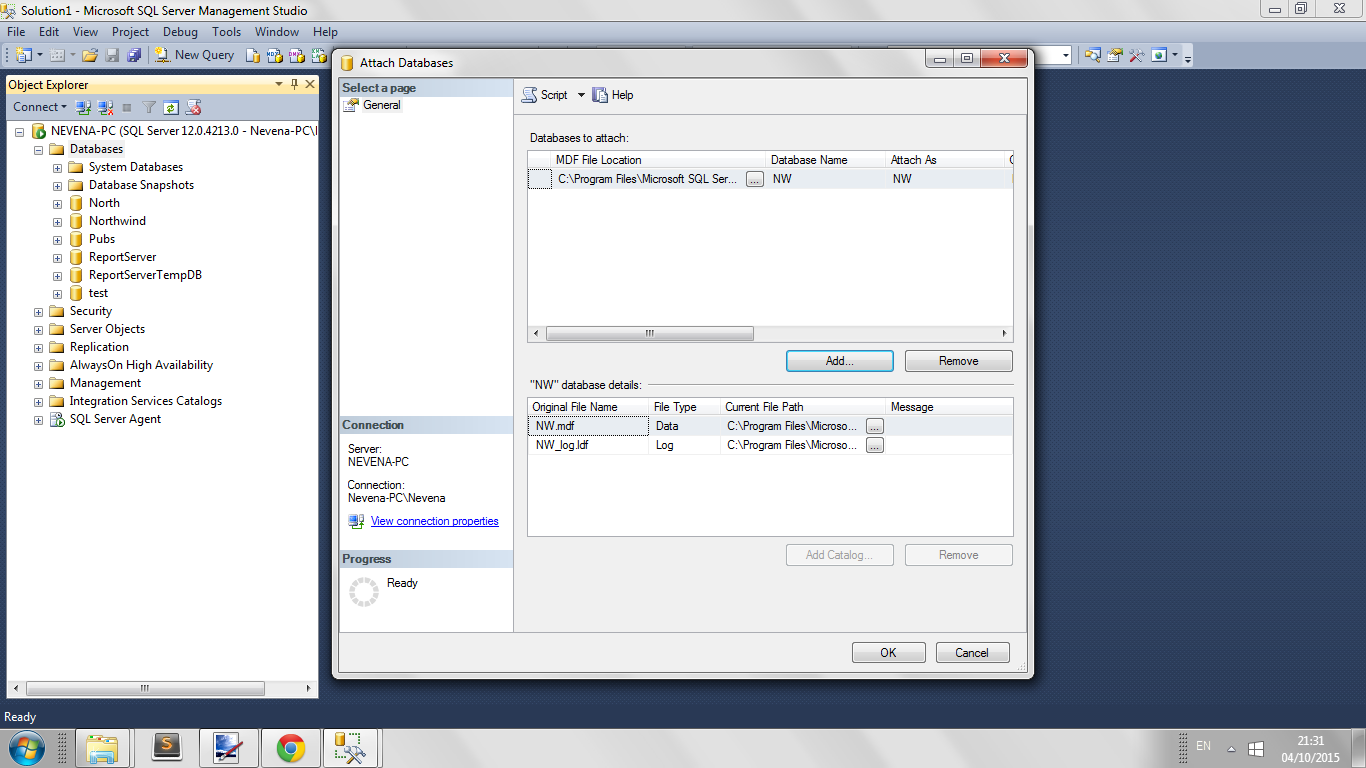 Solution1 - Microsoft SQL Server Management Studio
File Edit View Project Debug Tools Window Help
New Query
Object Explorer
Connect
NEVENA-PC (SQL Server 12.0.4213.0 - Nevena-PC\
Databases
System Databases
Database Snapshots
North
Northwind
Pubs
ReportServer
ReportServerTempDB
test
Security
Server Objects
Replication
AlwaysOn High Availability
Management
Integration Services Catalogs
SQL Server Agent
Attach Databases
Select a page
General
Script Help
Databases to attach:
MDF File Location Database Name Attach As
C:\Program Files\Microsoft SQL Ser... ... NW NW
Add... Remove
"NW" database details:
Original File Name File Type Current File Path Message
NW.mdf Data C:\Program Files\Microso... ...
NW_log.ldf Log C:\Program Files\Microso... ...
Add Catalog... Remove
Connection
Server:
NEVENA-PC
Connection:
Nevena-PC\Nevena
View connection properties
Progress
Ready
OK Cancel
Ready
EN
21:31
04/10/2015